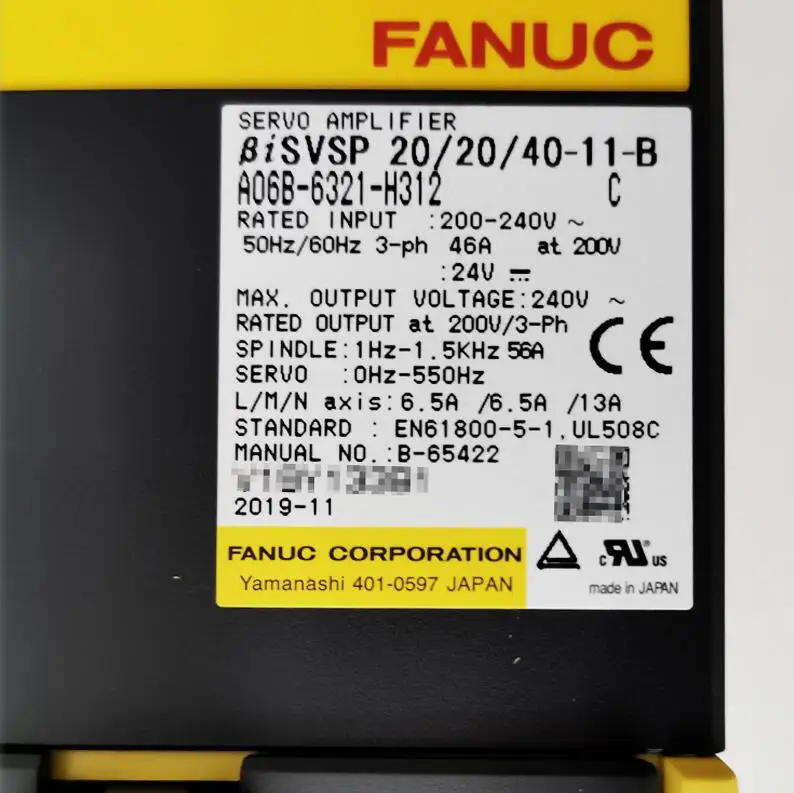 FANUC
SERVO AMPLIFIER
βiSVSP 20/20/40-11-B
A06B-6321-H312 C
RATED INPUT :200-240V ~
50Hz/60Hz 3-ph 46A at 200V
:24V ⎓
MAX. OUTPUT VOLTAGE:240V ~
RATED OUTPUT at 200V/3-Ph
SPINDLE:1Hz-1.5KHz 56A
SERVO :0Hz-550Hz
L/M/N axis:6.5A /6.5A /13A
CE
STANDARD : EN61800-5-1,UL508C
MANUAL NO.:B-65422
2019-11
FANUC CORPORATION
Yamanashi 401-0597 JAPAN
c RU® US
made in JAPAN